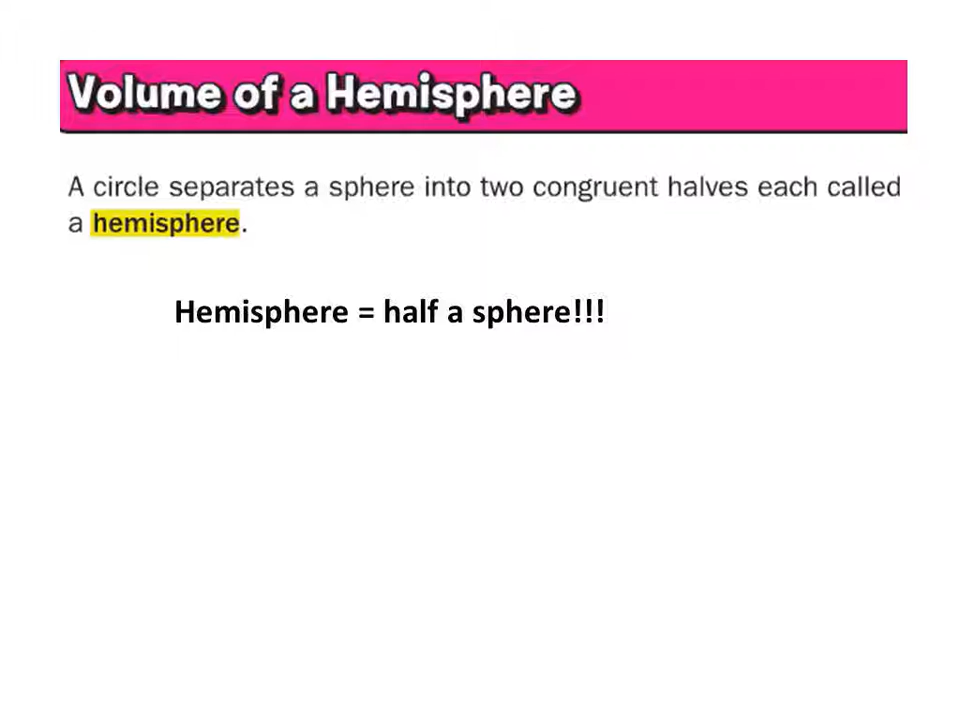 Volume of a Hemisphere
A circle separates a sphere into two congruent halves each called
a hemisphere.
Hemisphere = half a sphere!!!